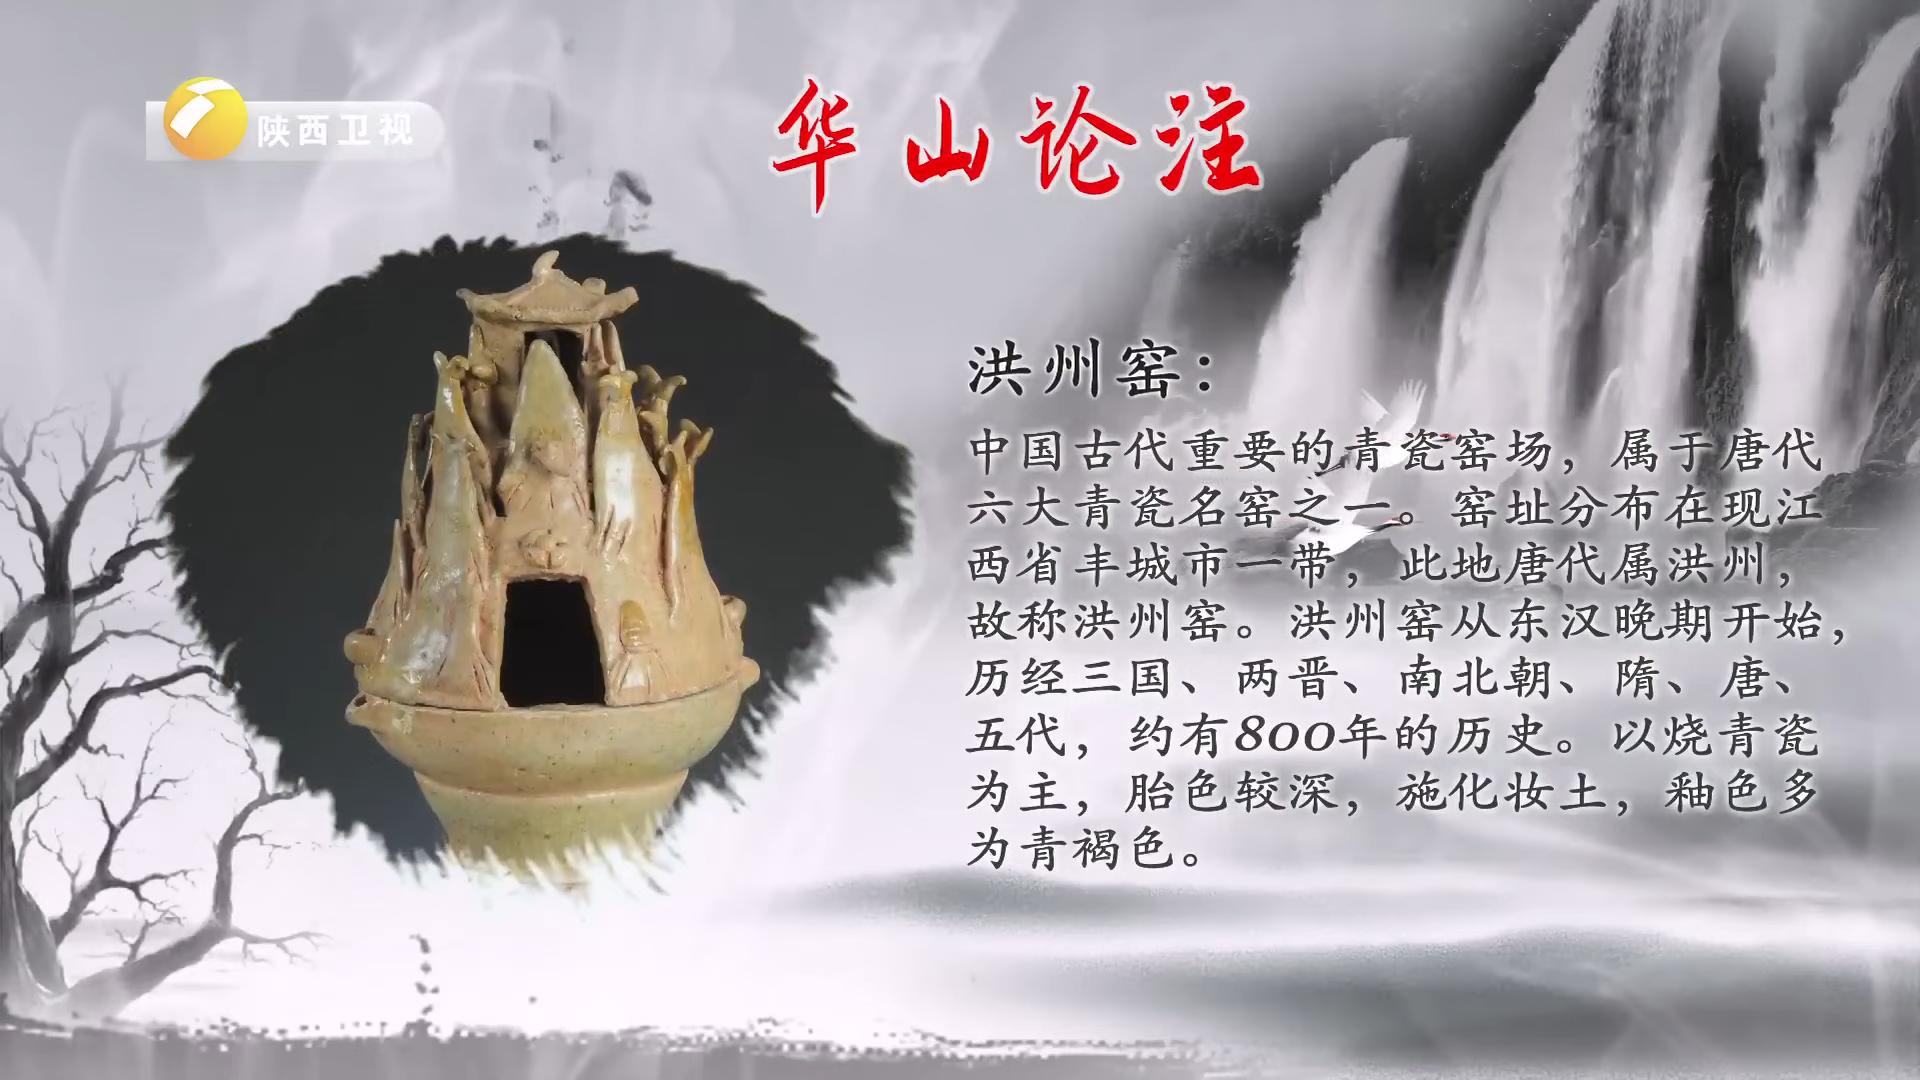 陕西卫视
华山论注
洪州窑：
中国古代重要的青瓷窑场，属于唐代
六大青瓷名窑之一。窑址分布在现江
西省丰城市一带，此地唐代属洪州，
故称洪州窑。洪州窑从东汉晚期开始，
历经三国、两晋、南北朝、隋、唐、
五代，约有800年的历史。以烧青瓷
为主，胎色较深，施化妆土，釉色多
为青褐色。